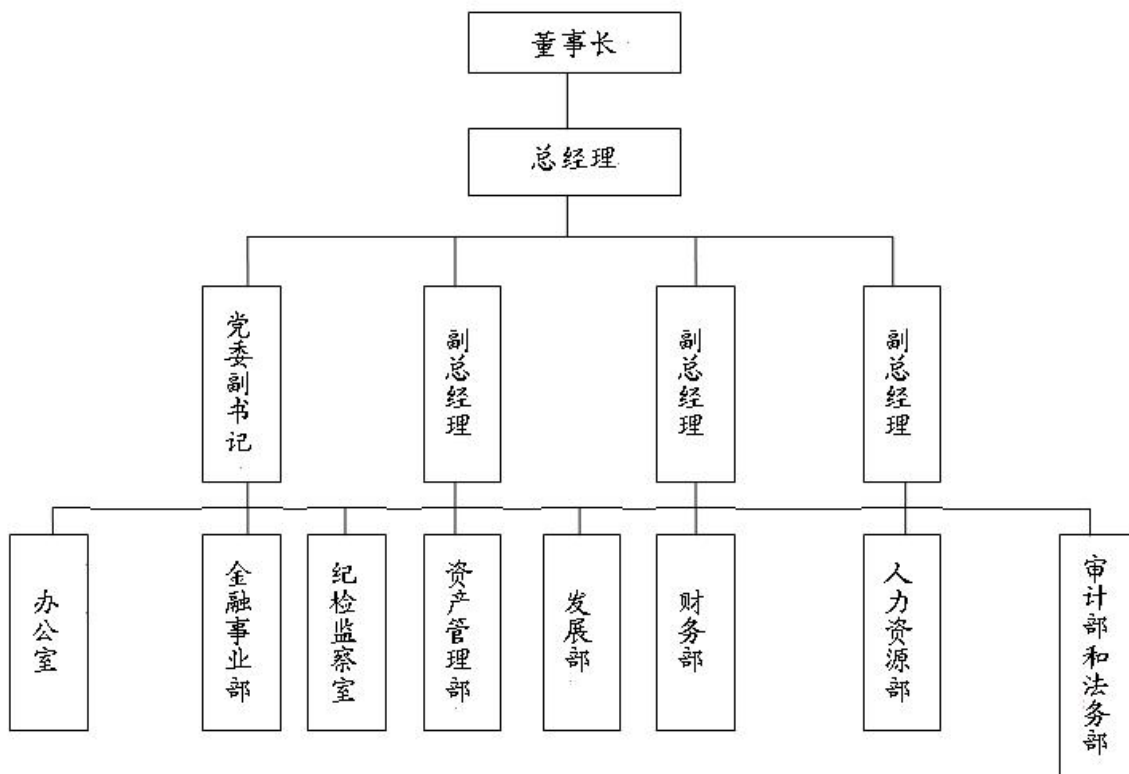 董事长
总经理
党委副书记
副总经理
副总经理
副总经理
办公室
金融事业部
纪检监察室
资产管理部
发展部
财务部
人力资源部
审计部和法务部